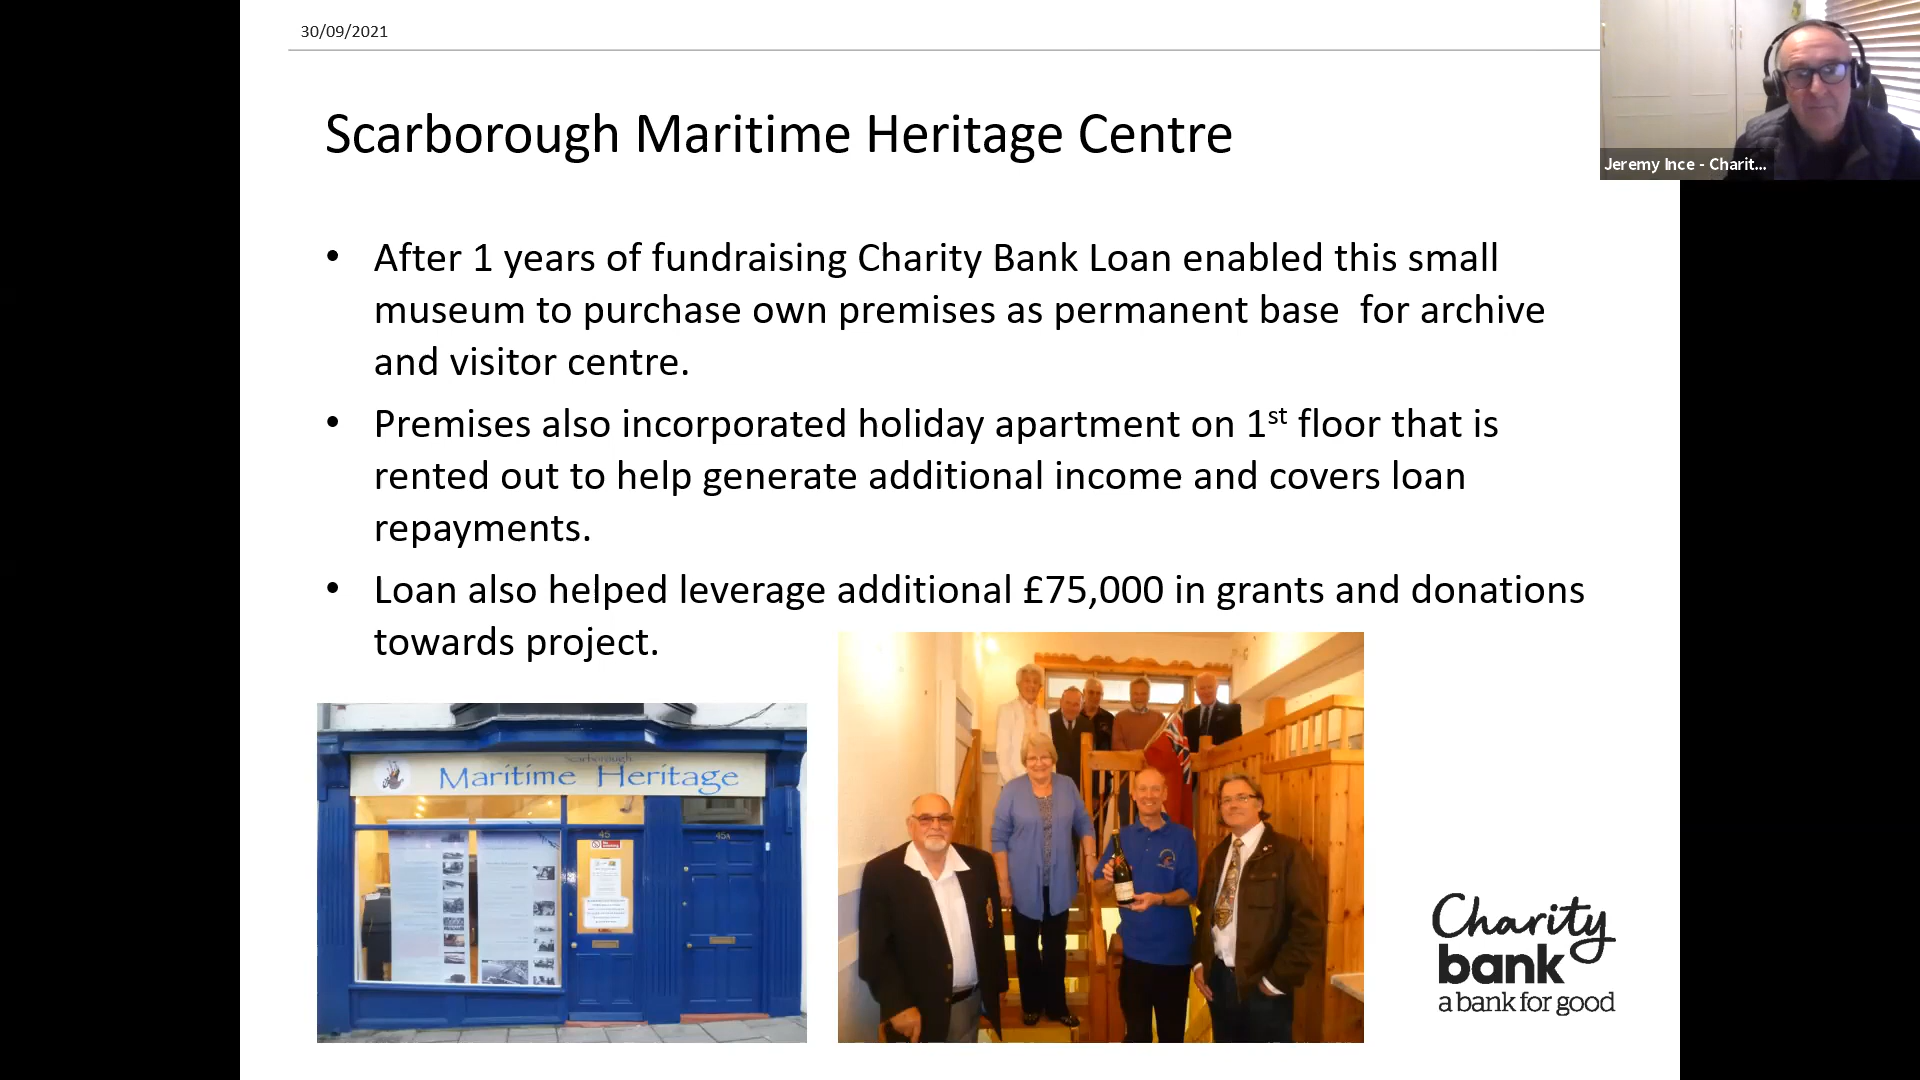 30/09/2021
Jeremy Ince - Charit...
Scarborough Maritime Heritage Centre
• After 1 years of fundraising Charity Bank Loan enabled this small
museum to purchase own premises as permanent base  for archive
and visitor centre.
• Premises also incorporated holiday apartment on 1st floor that is
rented out to help generate additional income and covers loan
repayments.
• Loan also helped leverage additional £75,000 in grants and donations
towards project.
Scarborough
Maritime Heritage
45
45A
Charity
bank
a bank for good